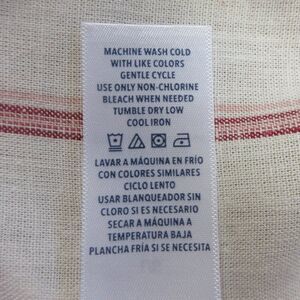 MACHINE WASH COLD
WITH LIKE COLORS
GENTLE CYCLE
USE ONLY NON-CHLORINE
BLEACH WHEN NEEDED
TUMBLE DRY LOW
COOL IRON
LAVAR A MÁQUINA EN FRÍO
CON COLORES SIMILARES
CICLO LENTO
USAR BLANQUEADOR SIN
CLORO SI ES NECESARIO
SECAR A MÁQUINA A
TEMPERATURA BAJA
PLANCHA FRÍA SI SE NECESITA